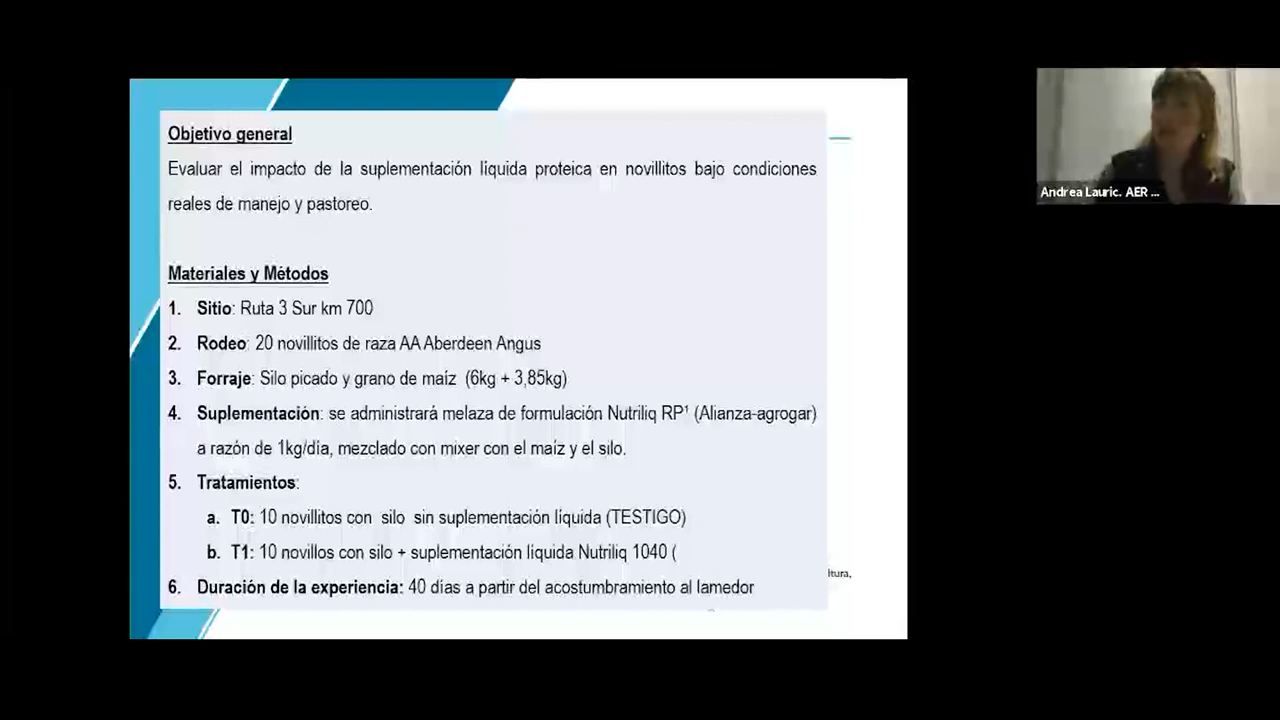 Objetivo general
Evaluar el impacto de la suplementación líquida proteica en novillitos bajo condiciones
reales de manejo y pastoreo.
Materiales y Métodos
1. Sitio: Ruta 3 Sur km 700
2. Rodeo: 20 novillitos de raza AA Aberdeen Angus
3. Forraje: Silo picado y grano de maíz (6kg + 3,85kg)
4. Suplementación: se administrará melaza de formulación Nutriliq RP¹ (Alianza-agrogar)
a razón de 1kg/día, mezclado con mixer con el maíz y el silo.
5. Tratamientos:
a. T0: 10 novillitos con silo sin suplementación líquida (TESTIGO)
b. T1: 10 novillos con silo + suplementación líquida Nutriliq 1040 (
6. Duración de la experiencia: 40 días a partir del acostumbramiento al lamedor
itura,
Andrea Lauric. AER ...